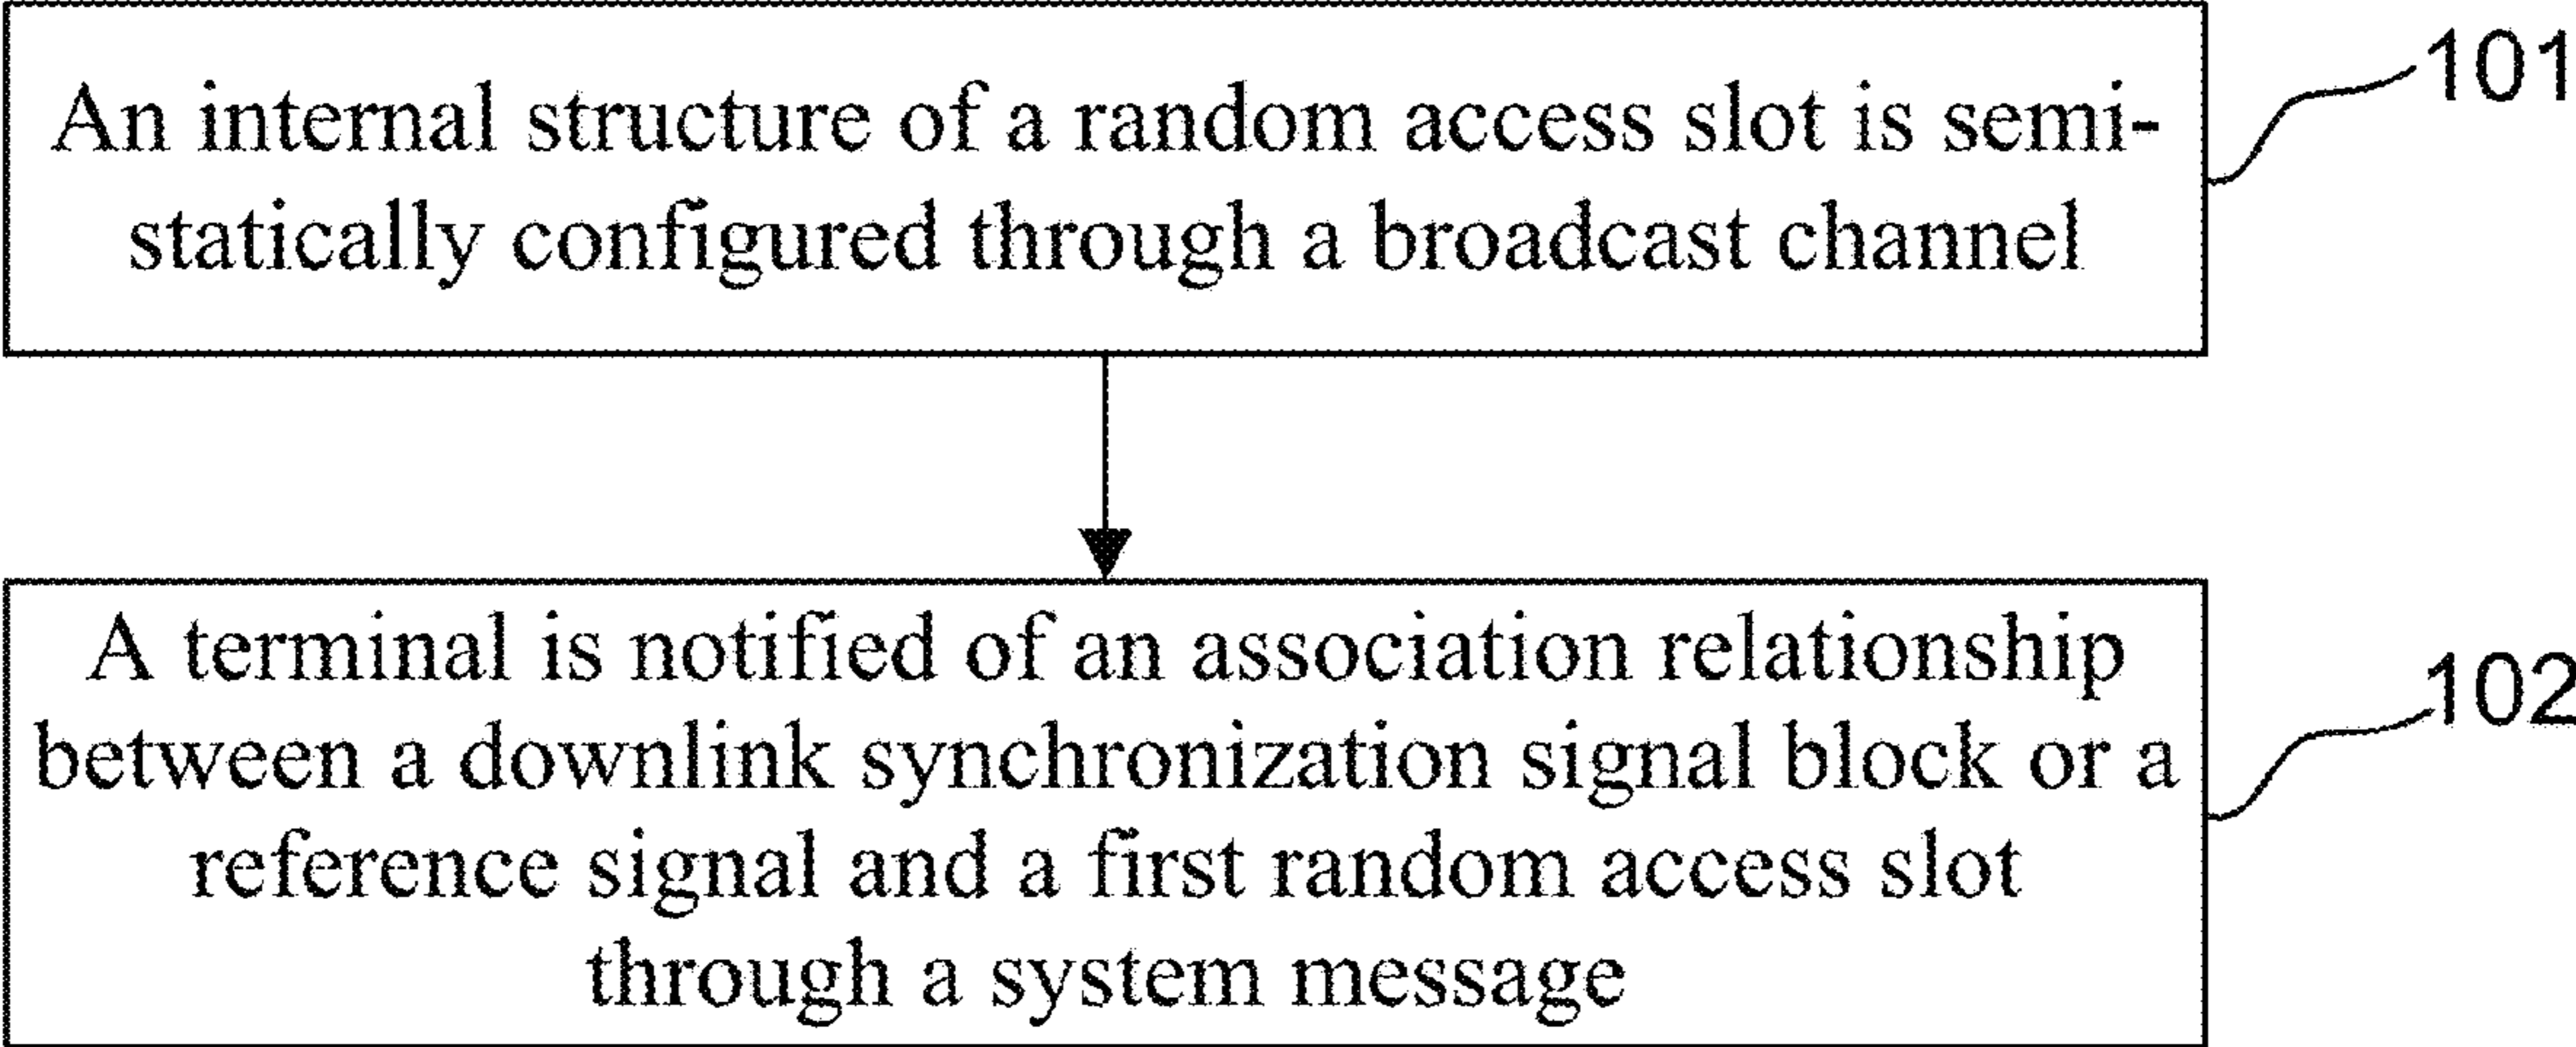 An internal structure of a random access slot is semi-
statically configured through a broadcast channel
101
A terminal is notified of an association relationship
between a downlink synchronization signal block or a
reference signal and a first random access slot
through a system message
102